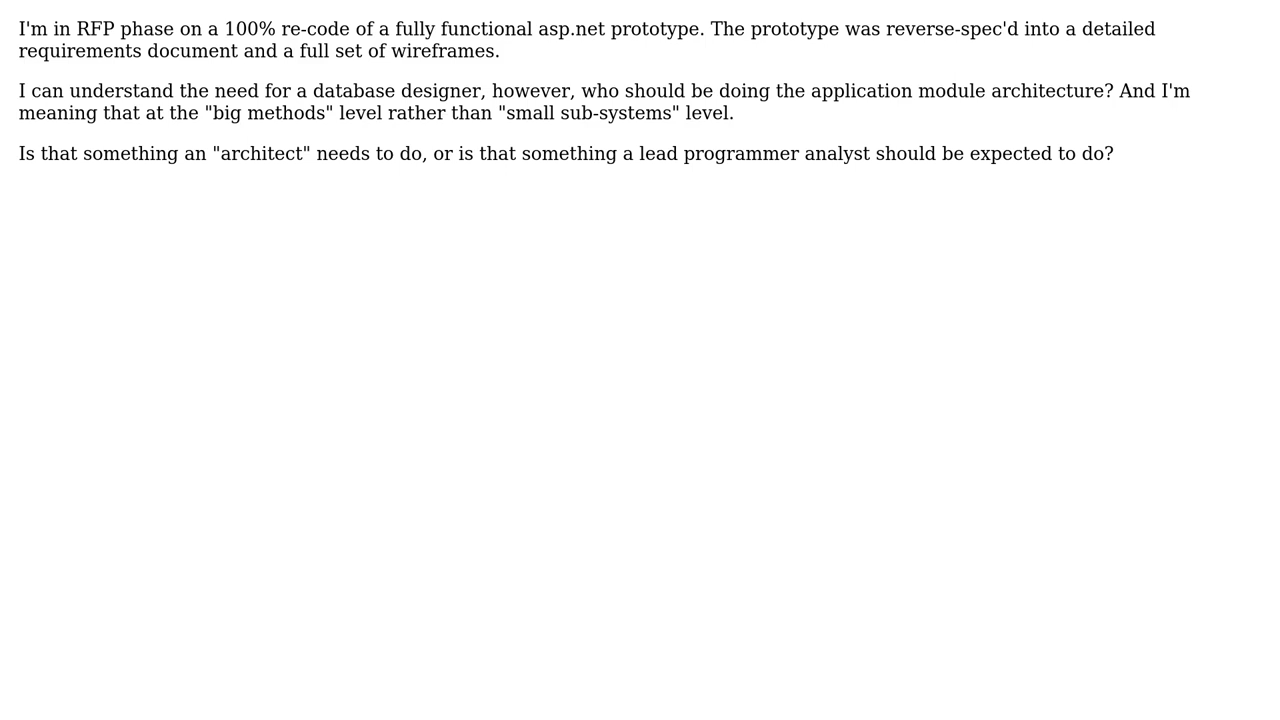 I'm in RFP phase on a 100% re-code of a fully functional asp.net prototype. The prototype was reverse-spec'd into a detailed
requirements document and a full set of wireframes.
I can understand the need for a database designer, however, who should be doing the application module architecture? And I'm
meaning that at the "big methods" level rather than "small sub-systems" level.
Is that something an "architect" needs to do, or is that something a lead programmer analyst should be expected to do?